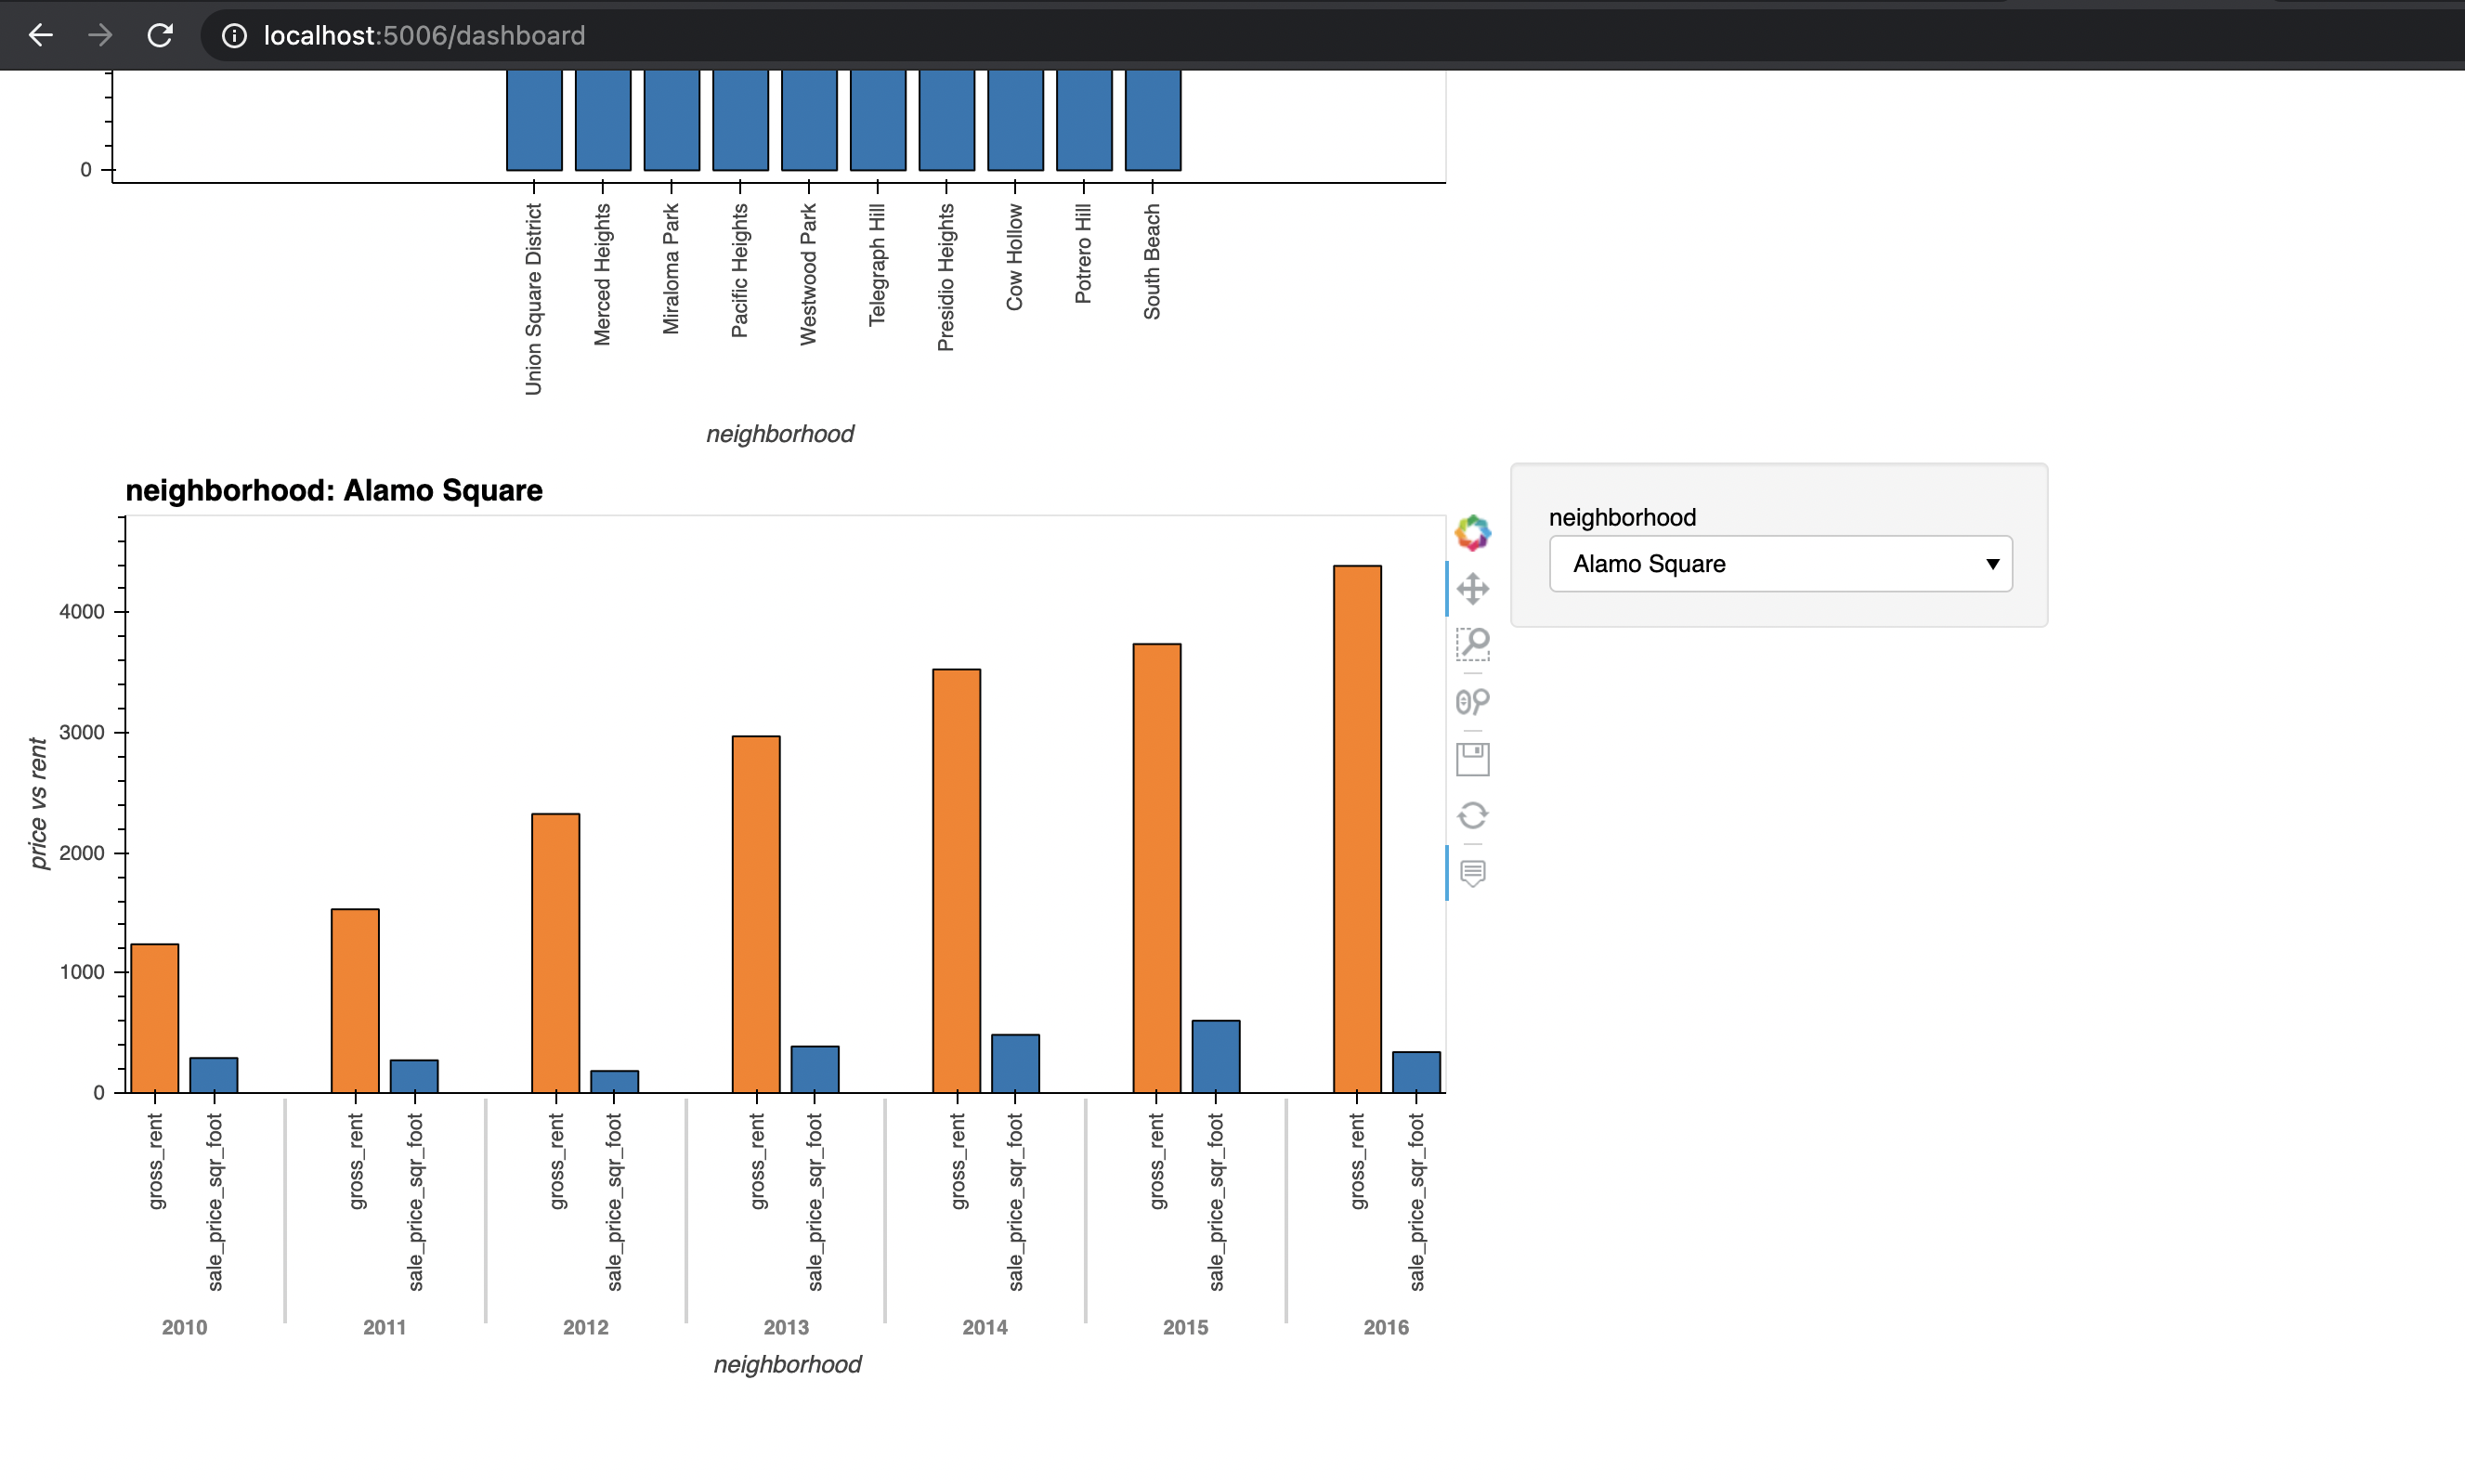 localhost:5006/dashboard
0
Union Square District
Merced Heights
Miraloma Park
Pacific Heights
Westwood Park
Telegraph Hill
Presidio Heights
Cow Hollow
Potrero Hill
South Beach
neighborhood
neighborhood: Alamo Square
neighborhood
Alamo Square
price vs rent
4000
3000
2000
1000
0
gross_rent
sale_price_sqr_foot
gross_rent
sale_price_sqr_foot
gross_rent
sale_price_sqr_foot
gross_rent
sale_price_sqr_foot
gross_rent
sale_price_sqr_foot
gross_rent
sale_price_sqr_foot
gross_rent
sale_price_sqr_foot
2010
2011
2012
2013
2014
2015
2016
neighborhood